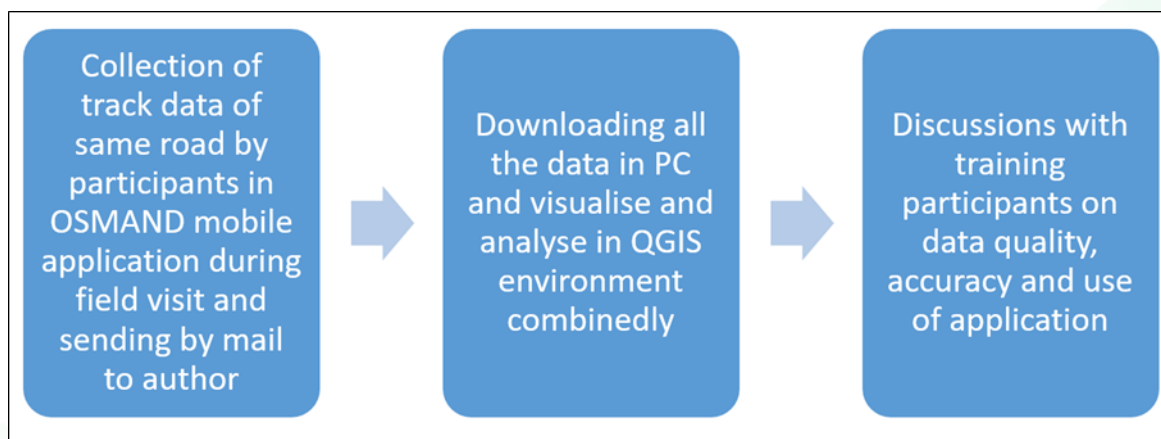 Collection of
track data of
same road by
participants in
OSMAND mobile
application during
field visit and
sending by mail
to author
Downloading all
the data in PC
and visualise and
analyse in QGIS
environment
combinedly
Discussions with
training
participants on
data quality,
accuracy and use
of application